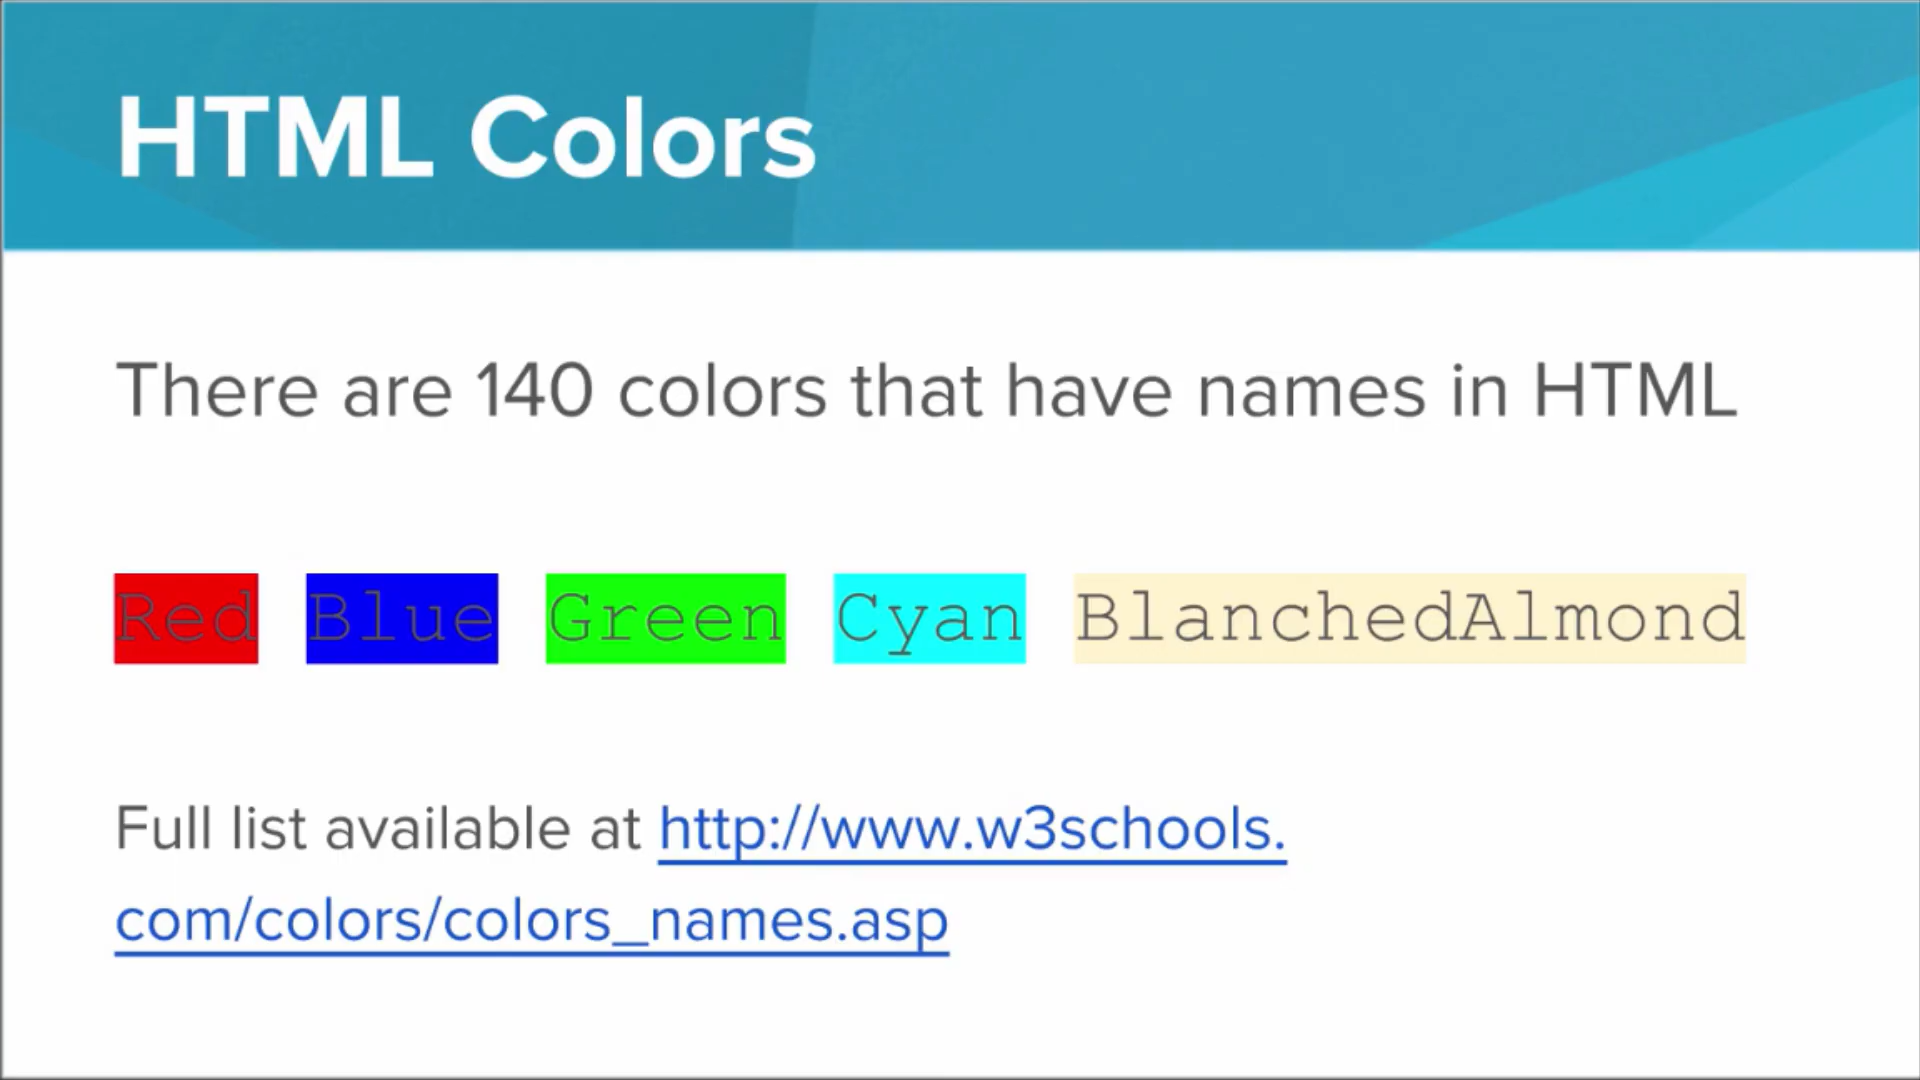 HTML Colors
There are 140 colors that have names in HTML
Red Blue Green Cyan BlanchedAlmond
Full list available at http://www.w3schools.
com/colors/colors_names.asp